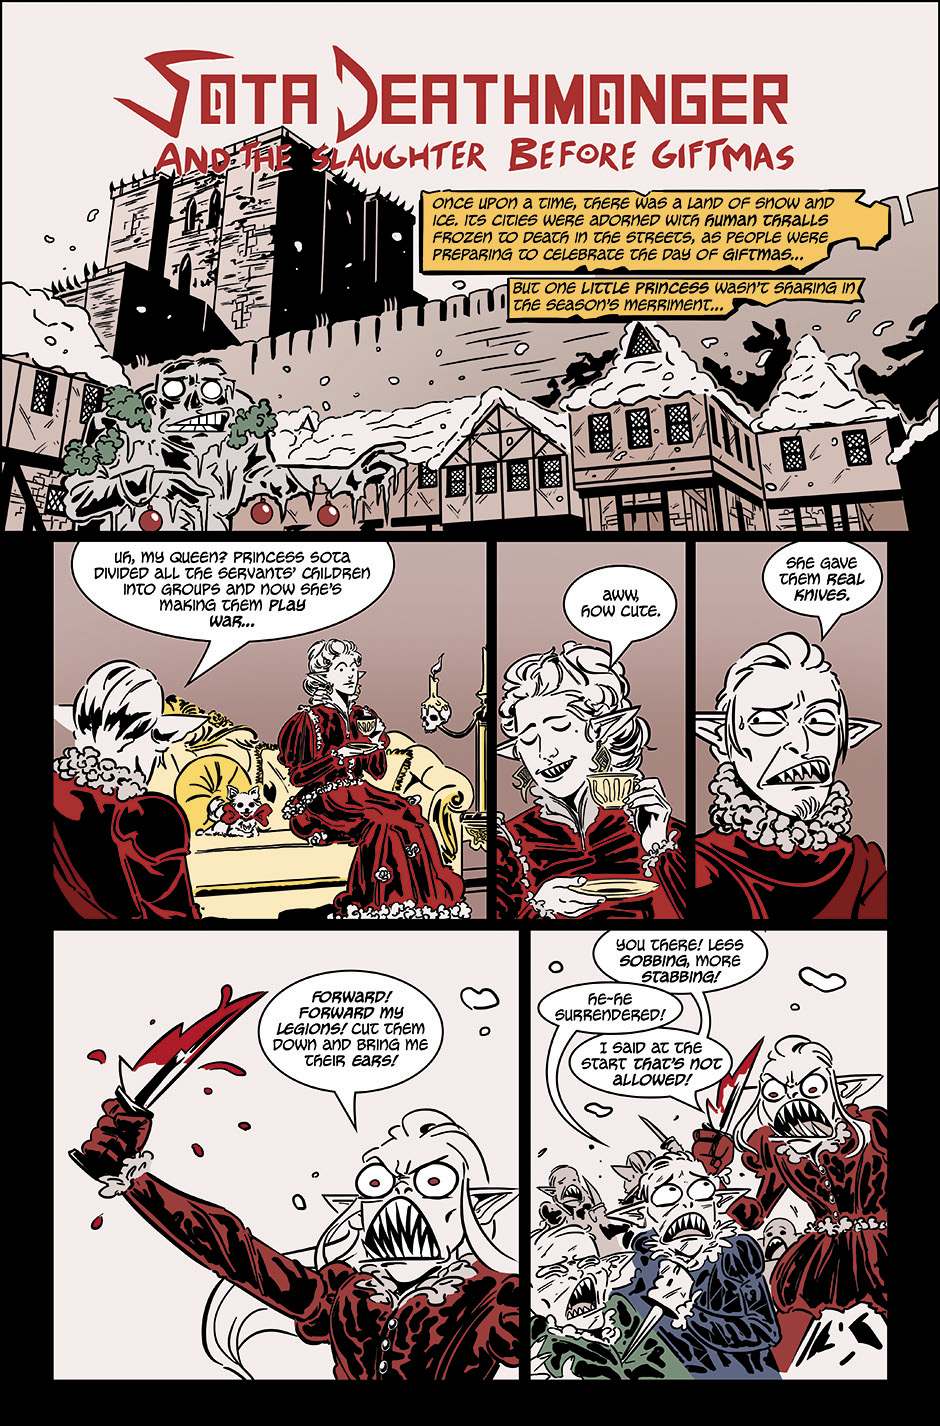 SOTA DEATHMONGER
AND THE SLAUGHTER BEFORE GIFTMAS
ONCE UPON A TIME, THERE WAS A LAND OF SNOW AND
ICE. ITS CITIES WERE ADORNED WITH HUMAN THRALLS
FROZEN TO DEATH IN THE STREETS, AS PEOPLE WERE
PREPARING TO CELEBRATE THE DAY OF GIFTMAS...
BUT ONE LITTLE PRINCESS WASN'T SHARING IN
THE SEASON'S MERRIMENT...
UH, MY QUEEN? PRINCESS SOTA
DIVIDED ALL THE SERVANTS' CHILDREN
INTO GROUPS AND NOW SHE'S
MAKING THEM PLAY
WAR...
AWW,
HOW CUTE.
SHE GAVE
THEM REAL
KNIVES.
FORWARD!
FORWARD MY
LEGIONS! CUT THEM
DOWN AND BRING ME
THEIR EARS!
YOU THERE! LESS
SOBBING, MORE
STABBING!
HE-HE
SURRENDERED!
I SAID AT THE
START THAT'S NOT
ALLOWED!